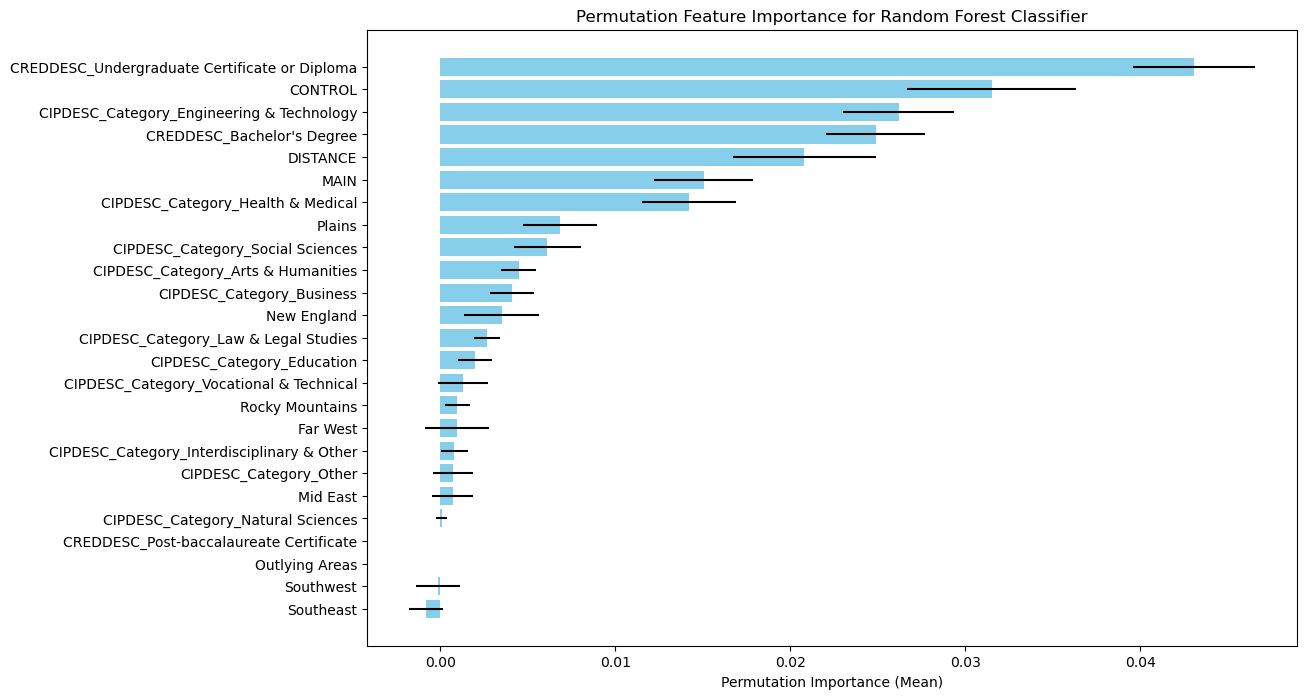 Permutation Feature Importance for Random Forest Classifier
CREDDESC_Undergraduate Certificate or Diploma
CONTROL
CIPDESC_Category_Engineering & Technology
CREDDESC_Bachelor's Degree
DISTANCE
MAIN
CIPDESC_Category_Health & Medical
Plains
CIPDESC_Category_Social Sciences
CIPDESC_Category_Arts & Humanities
CIPDESC_Category_Business
New England
CIPDESC_Category_Law & Legal Studies
CIPDESC_Category_Education
CIPDESC_Category_Vocational & Technical
Rocky Mountains
Far West
CIPDESC_Category_Interdisciplinary & Other
CIPDESC_Category_Other
Mid East
CIPDESC_Category_Natural Sciences
CREDDESC_Post-baccalaureate Certificate
Outlying Areas
Southwest
Southeast
0.00 0.01 0.02 0.03 0.04
Permutation Importance (Mean)